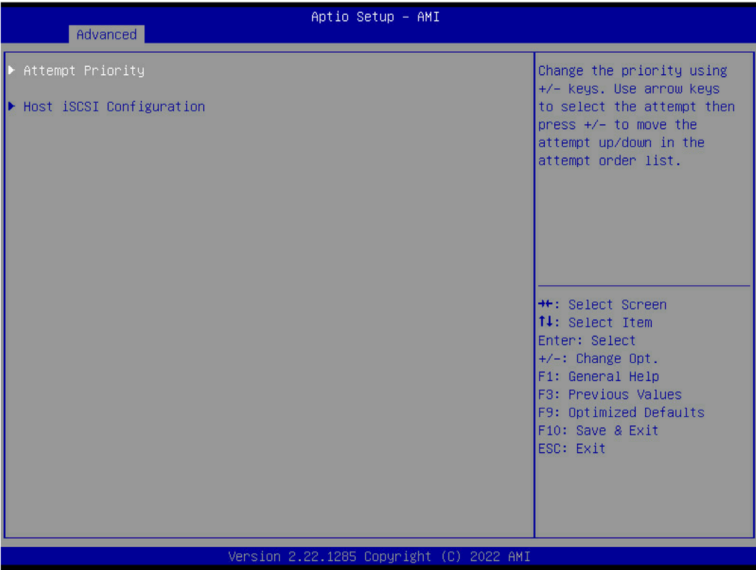 Aptio Setup – AMI
Advanced
▶ Attempt Priority
▶ Host iSCSI Configuration
Change the priority using
+/– keys. Use arrow keys
to select the attempt then
press +/– to move the
attempt up/down in the
attempt order list.
→←: Select Screen
↑↓: Select Item
Enter: Select
+/–: Change Opt.
F1: General Help
F3: Previous Values
F9: Optimized Defaults
F10: Save & Exit
ESC: Exit
Version 2.22.1285 Copyright (C) 2022 AMI